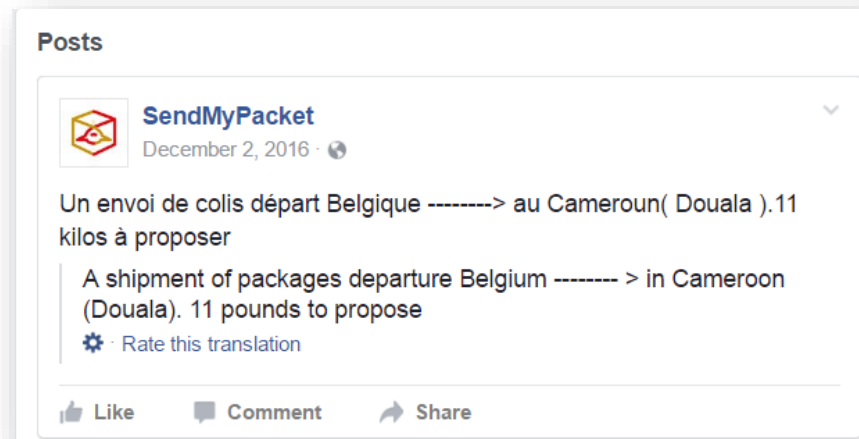 Posts
SendMyPacket
December 2, 2016 ·
Un envoi de colis départ Belgique --------> au Cameroun( Douala ).11
kilos à proposer
A shipment of packages departure Belgium -------- > in Cameroon
(Douala). 11 pounds to propose
· Rate this translation
Like Comment Share